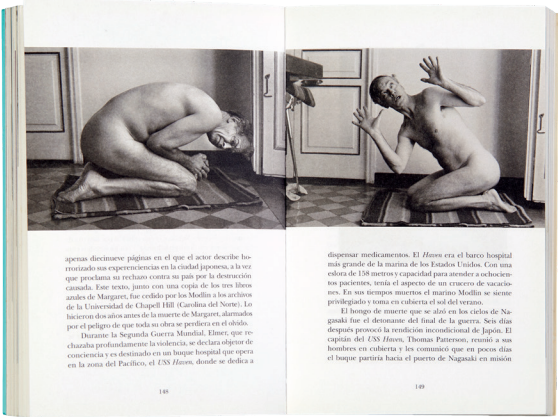 apenas diecinueve páginas en el que el actor describe ho-
rrorizado sus experenciencias en la ciudad japonesa, a la vez
que proclama su rechazo contra su país por la destrucción
causada. Este texto, junto con una copia de los tres libros
azules de Margaret, fue cedido por los Modlin a los archivos
de la Universidad de Chapell Hill (Carolina del Norte). Lo
hicieron dos años antes de la muerte de Margaret, alarmados
por el peligro de que toda su obra se perdiera en el olvido.
Durante la Segunda Guerra Mundial, Elmer, que re-
chazaba profundamente la violencia, se declara objetor de
conciencia y es destinado en un buque hospital que opera
en la zona del Pacífico, el USS Haven, donde se dedica a
148
dispensar medicamentos. El Haven era el barco hospital
más grande de la marina de los Estados Unidos. Con una
eslora de 158 metros y capacidad para atender a ochocien-
tos pacientes, tenía el aspecto de un crucero de vacacio-
nes. En sus tiempos muertos el marino Modlin se siente
privilegiado y toma en cubierta el sol del verano.
El hongo de muerte que se alzó en los cielos de Na-
gasaki fue el detonante del final de la guerra. Seis días
después provocó la rendición incondicional de Japón. El
capitán del USS Haven, Thomas Patterson, reunió a sus
hombres en cubierta y les comunicó que en pocos días
el buque partiría hacia el puerto de Nagasaki en misión
149